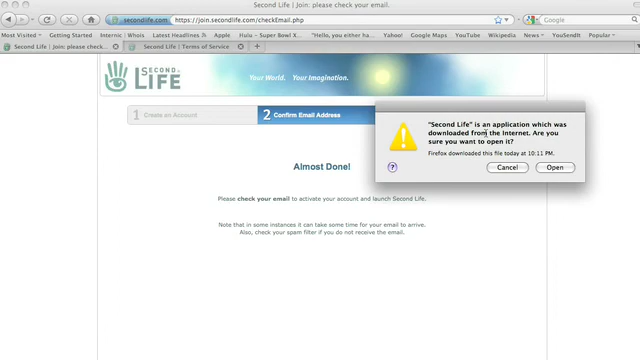 Second Life | Join: please check your email.
secondlife.com
https://join.secondlife.com/checkEmail.php
Google
Most Visited
Getting Started
Intomic
Latest Headlines
Apple
Hulu - Super Bowl X...
"Hello, you either ha...
Yahoo!
Google Maps
YouTube
Wikipedia
News
YouSendIt
Popular
Second Life | Join: please chec...
Second Life | Terms of Service
SECOND LIFE
Your World. Your Imagination.
1 Create an Account
2 Confirm Email Address
"Second Life" is an application which was
downloaded from the Internet. Are you
sure you want to open it?
Firefox downloaded this file today at 10:11 PM.
?
Cancel
Open
Almost Done!
Please check your email to activate your account and launch Second Life.
Note that in some instances it can take some time for your email to arrive.
Also, check your spam filter if you do not receive the email.